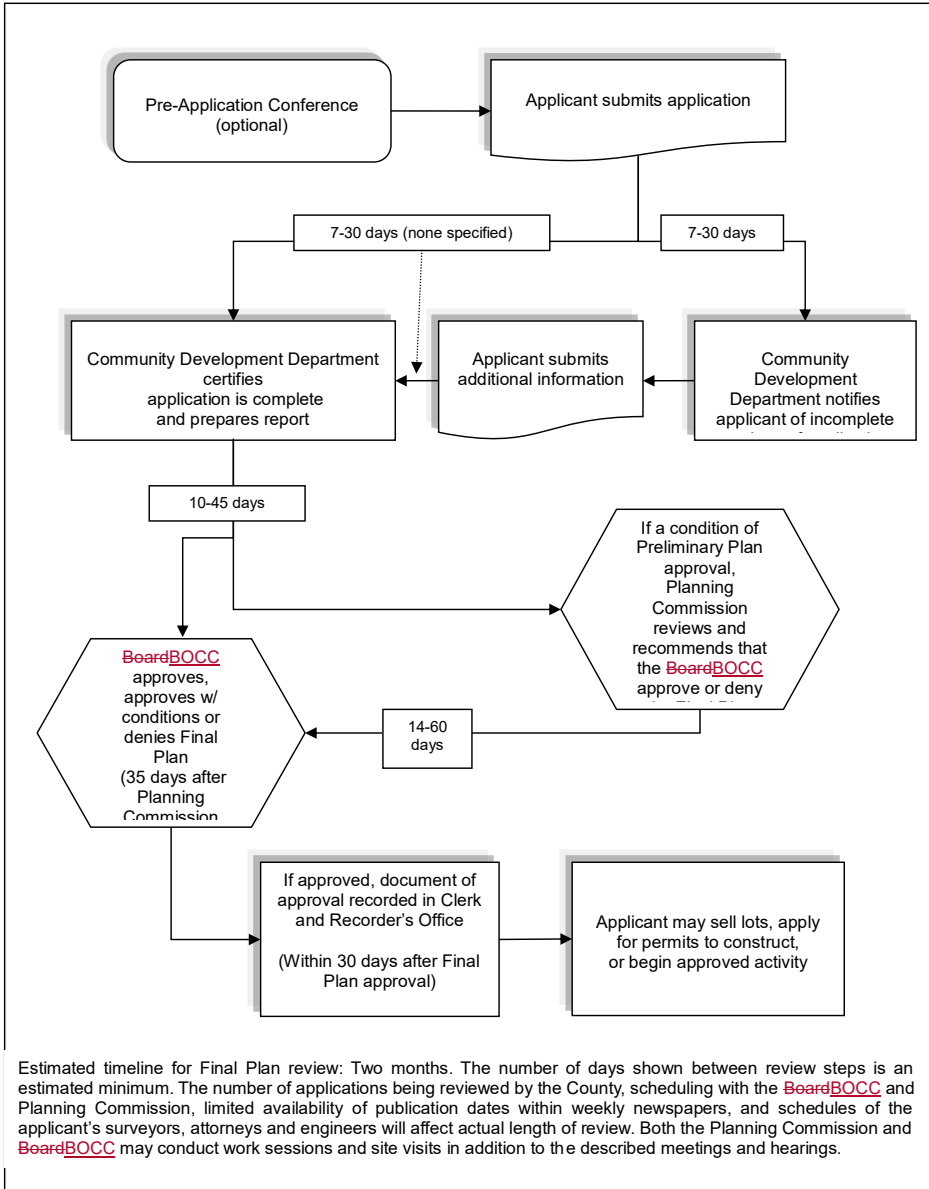 Pre-Application Conference
(optional)
Applicant submits application
7-30 days (none specified)
7-30 days
Community Development Department
certifies
application is complete
and prepares report
Applicant submits
additional information
Community
Development
Department notifies
applicant of incomplete
10-45 days
If a condition of
Preliminary Plan
approval,
Planning
Commission
reviews and
recommends that
the BoardBOCC
approve or deny
BoardBOCC
approves,
approves w/
conditions or
denies Final
Plan
(35 days after
Planning
Commission
14-60
days
If approved, document of
approval recorded in Clerk
and Recorder's Office
(Within 30 days after Final
Plan approval)
Applicant may sell lots, apply
for permits to construct,
or begin approved activity
Estimated timeline for Final Plan review: Two months. The number of days shown between review steps is an
estimated minimum. The number of applications being reviewed by the County, scheduling with the BoardBOCC and
Planning Commission, limited availability of publication dates within weekly newspapers, and schedules of the
applicant's surveyors, attorneys and engineers will affect actual length of review. Both the Planning Commission and
BoardBOCC may conduct work sessions and site visits in addition to the described meetings and hearings.